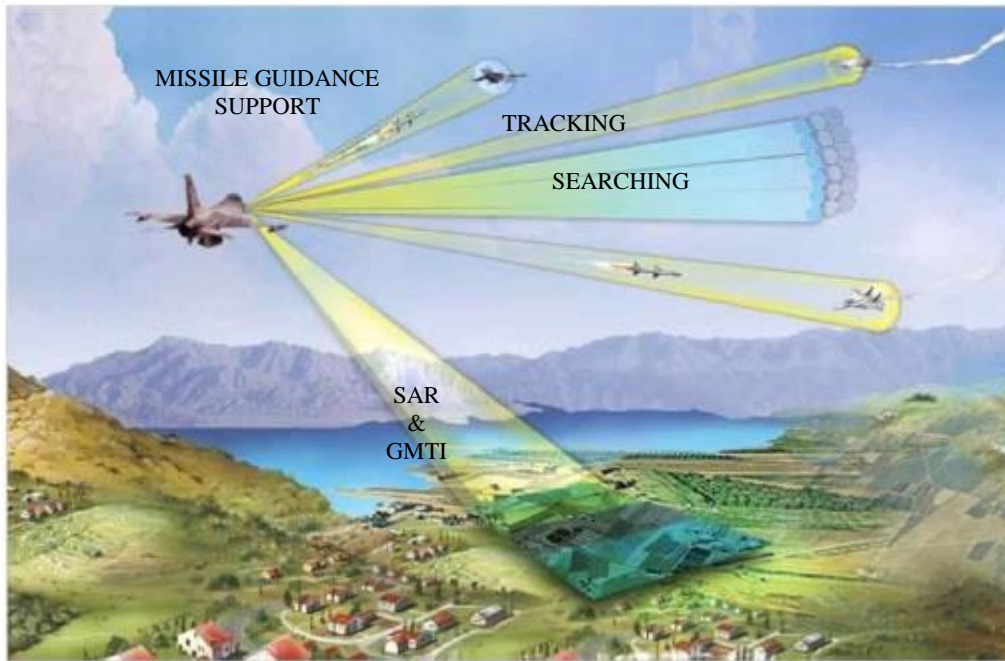 MISSILE GUIDANCE
SUPPORT
TRACKING
SEARCHING
SAR
&
GMTI